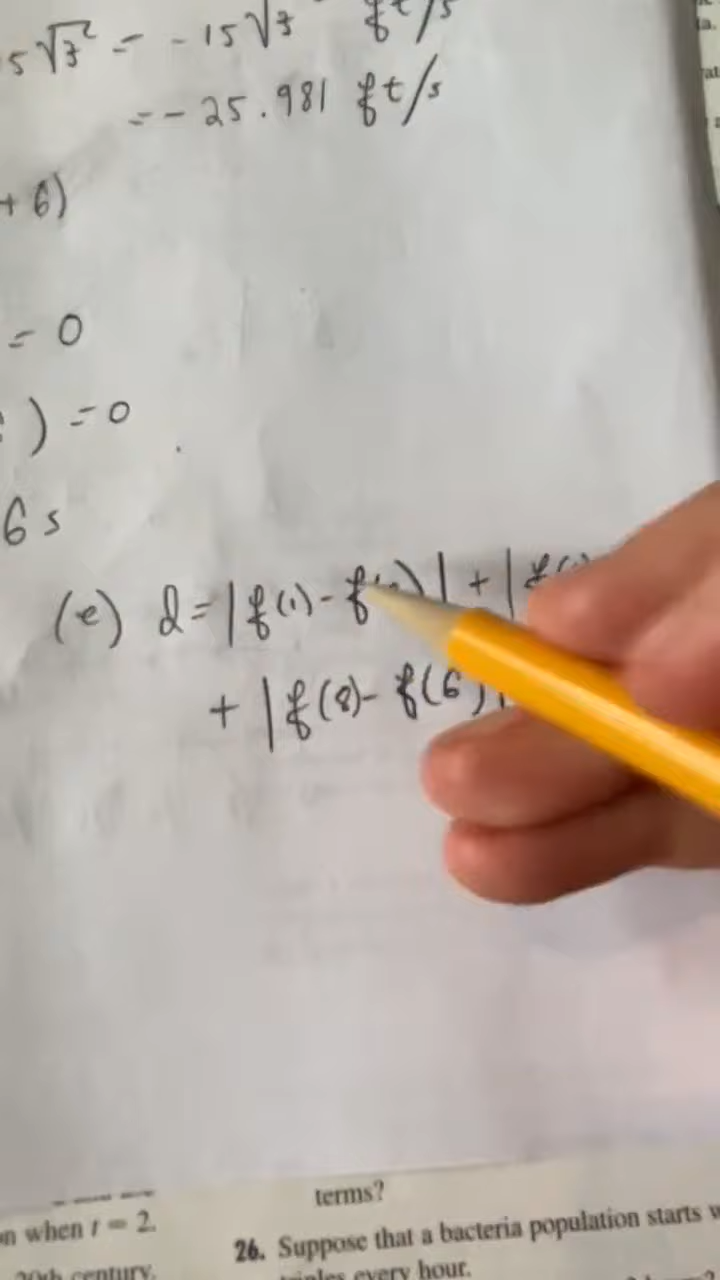 5√3 = -15√3 ft/s
= -25.981 ft/s
+ 6)
= 0
) = 0
6 s
(e) d = |f(1) - f( )| + |f(
+ |f(8) - f(6)
terms?
n when t = 2.
26. Suppose that a bacteria population starts
20th century.
triples every hour.